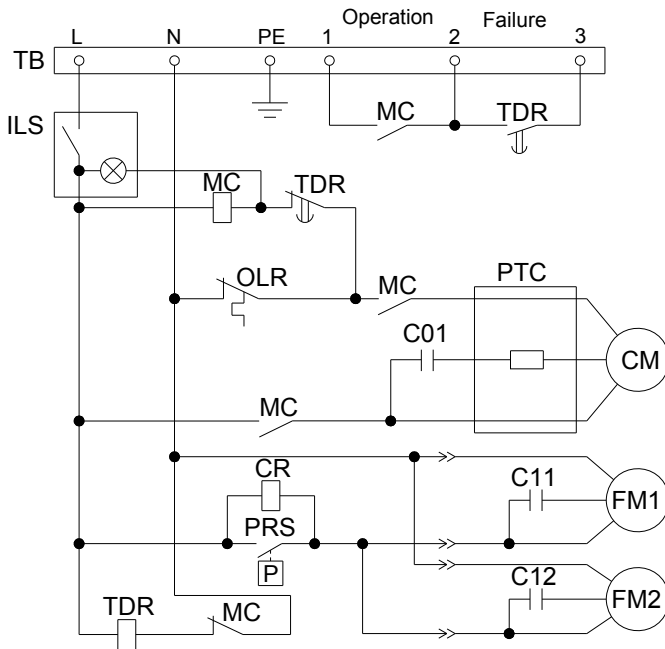 Operation Failure
L N PE 1 2 3
TB
ILS
MC TDR
MC TDR
OLR MC PTC
C01
CM
MC
CR
C11
FM1
PRS
P
C12
FM2
TDR MC